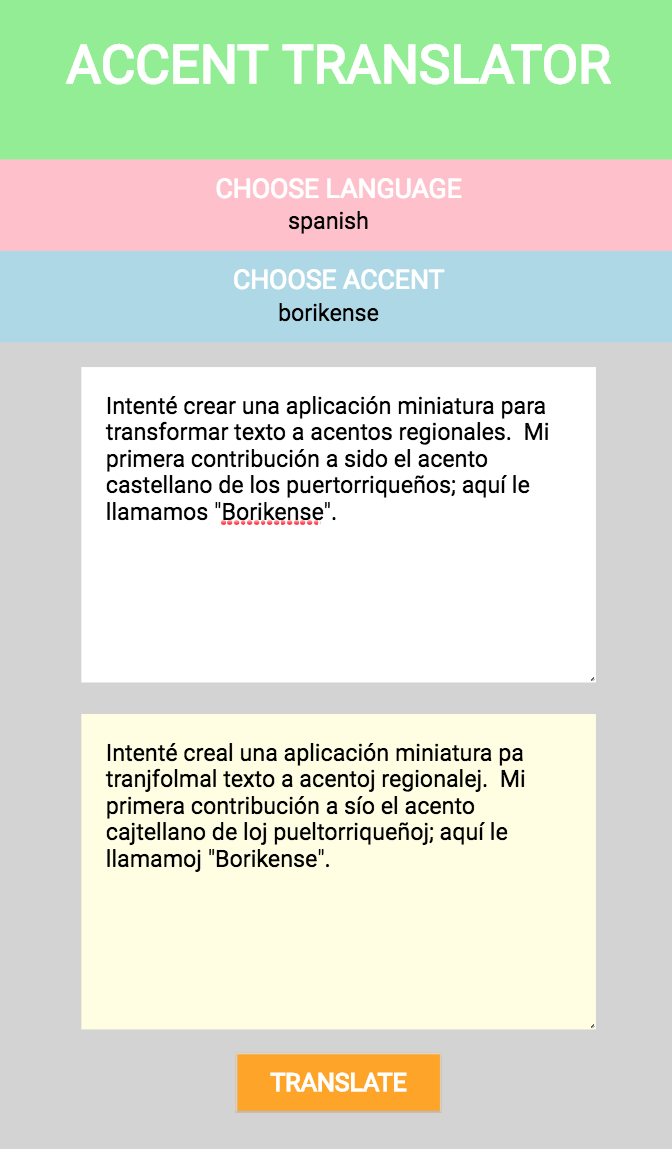 ACCENT TRANSLATOR
CHOOSE LANGUAGE
spanish
CHOOSE ACCENT
borikense
Intenté crear una aplicación miniatura para
transformar texto a acentos regionales.  Mi
primera contribución a sido el acento
castellano de los puertorriqueños; aquí le
llamamos "Borikense".
Intenté creal una aplicación miniatura pa
tranjfolmal texto a acentoj regionalej.  Mi
primera contribución a sío el acento
cajtellano de loj pueltorriqueñoj; aquí le
llamamoj "Borikense".
TRANSLATE